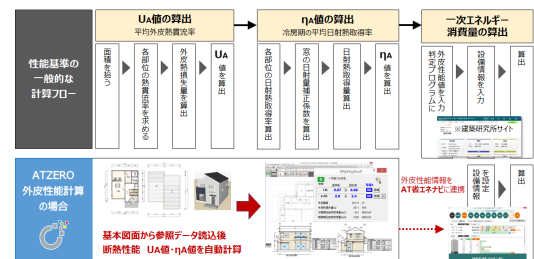 UA値の算出
平均外皮熱貫流率
ηA値の算出
冷房期の平均日射熱取得率
一次エネルギー
消費量の算出
性能基準の
一般的な
計算フロー
面積を拾う
各部位の熱貫流率を求める
外皮熱損失量を算出
UA
値を算出
各部位の日射熱取得率算出
窓の日射量補正係数を算出
日射熱取得量算出
ηA
値を算出
外皮性能値を入力
判定プログラムに
設備情報を入力
算出
※建築研究所サイト
ATZERO
外皮性能計算
の場合
基本図面から参照データ読込後
断熱性能 UA値・ηA値を自動計算
外皮性能情報を
AT省エネナビに連携
設備情報
を設定
算出